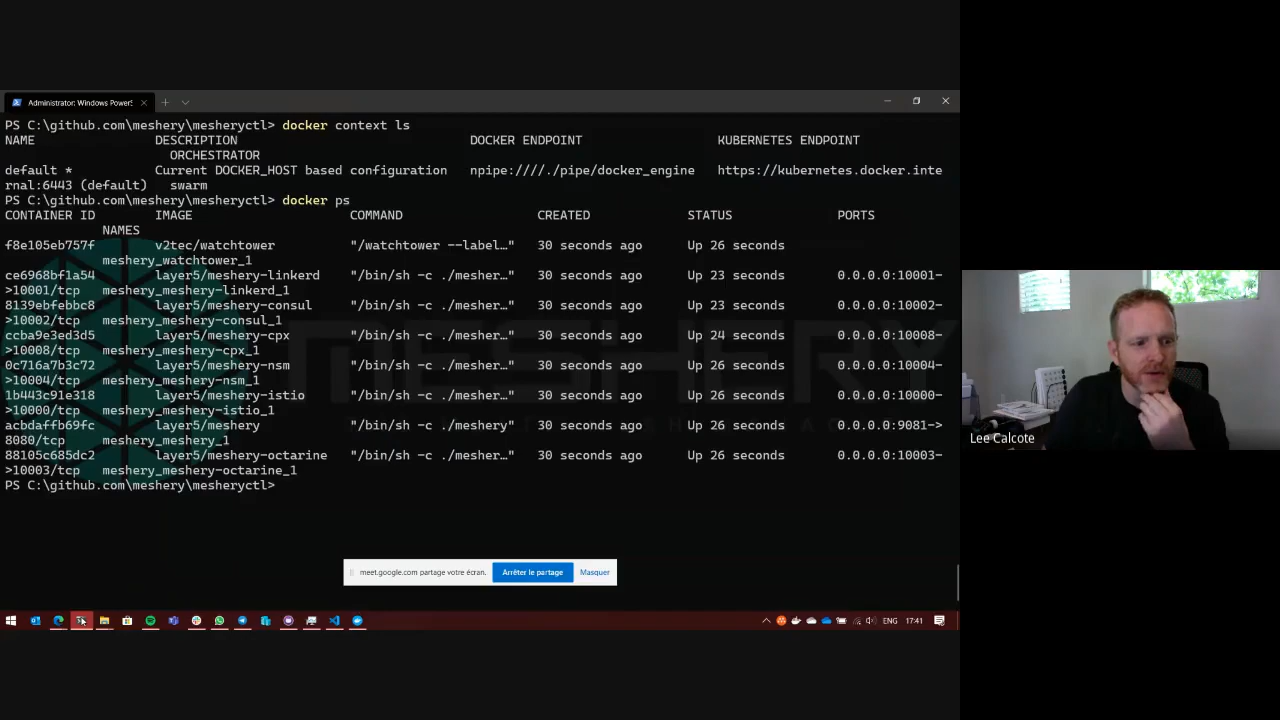 Administrator: Windows PowerS
PS C:\github.com\meshery\mesheryctl> docker context ls
NAME DESCRIPTION DOCKER ENDPOINT KUBERNETES ENDPOINT
ORCHESTRATOR
default * Current DOCKER_HOST based configuration npipe:////./pipe/docker_engine https://kubernetes.docker.inte
rnal:6443 (default) swarm
PS C:\github.com\meshery\mesheryctl> docker ps
CONTAINER ID IMAGE COMMAND CREATED STATUS PORTS
NAMES
f8e105eb757f v2tec/watchtower "/watchtower --label…" 30 seconds ago Up 26 seconds
meshery_watchtower_1
ce6968bf1a54 layer5/meshery-linkerd "/bin/sh -c ./mesher…" 30 seconds ago Up 23 seconds 0.0.0.0:10001-
>10001/tcp meshery_meshery-linkerd_1
8139ebfebbc8 layer5/meshery-consul "/bin/sh -c ./mesher…" 30 seconds ago Up 23 seconds 0.0.0.0:10002-
>10002/tcp meshery_meshery-consul_1
ccba9e3ed3d5 layer5/meshery-cpx "/bin/sh -c ./mesher…" 30 seconds ago Up 24 seconds 0.0.0.0:10008-
>10008/tcp meshery_meshery-cpx_1
0c716a7b3c72 layer5/meshery-nsm "/bin/sh -c ./mesher…" 30 seconds ago Up 26 seconds 0.0.0.0:10004-
>10004/tcp meshery_meshery-nsm_1
1b443c91e318 layer5/meshery-istio "/bin/sh -c ./mesher…" 30 seconds ago Up 26 seconds 0.0.0.0:10000-
>10000/tcp meshery_meshery-istio_1
acbdaffb69fc layer5/meshery "/bin/sh -c ./meshery" 30 seconds ago Up 26 seconds 0.0.0.0:9081->
8080/tcp meshery_meshery_1
88105c685dc2 layer5/meshery-octarine "/bin/sh -c ./mesher…" 30 seconds ago Up 26 seconds 0.0.0.0:10003-
>10003/tcp meshery_meshery-octarine_1
PS C:\github.com\meshery\mesheryctl>
MESHERY
Lee Calcote
meet.google.com partage votre écran. Arrêter le partage Masquer
ENG 17:41